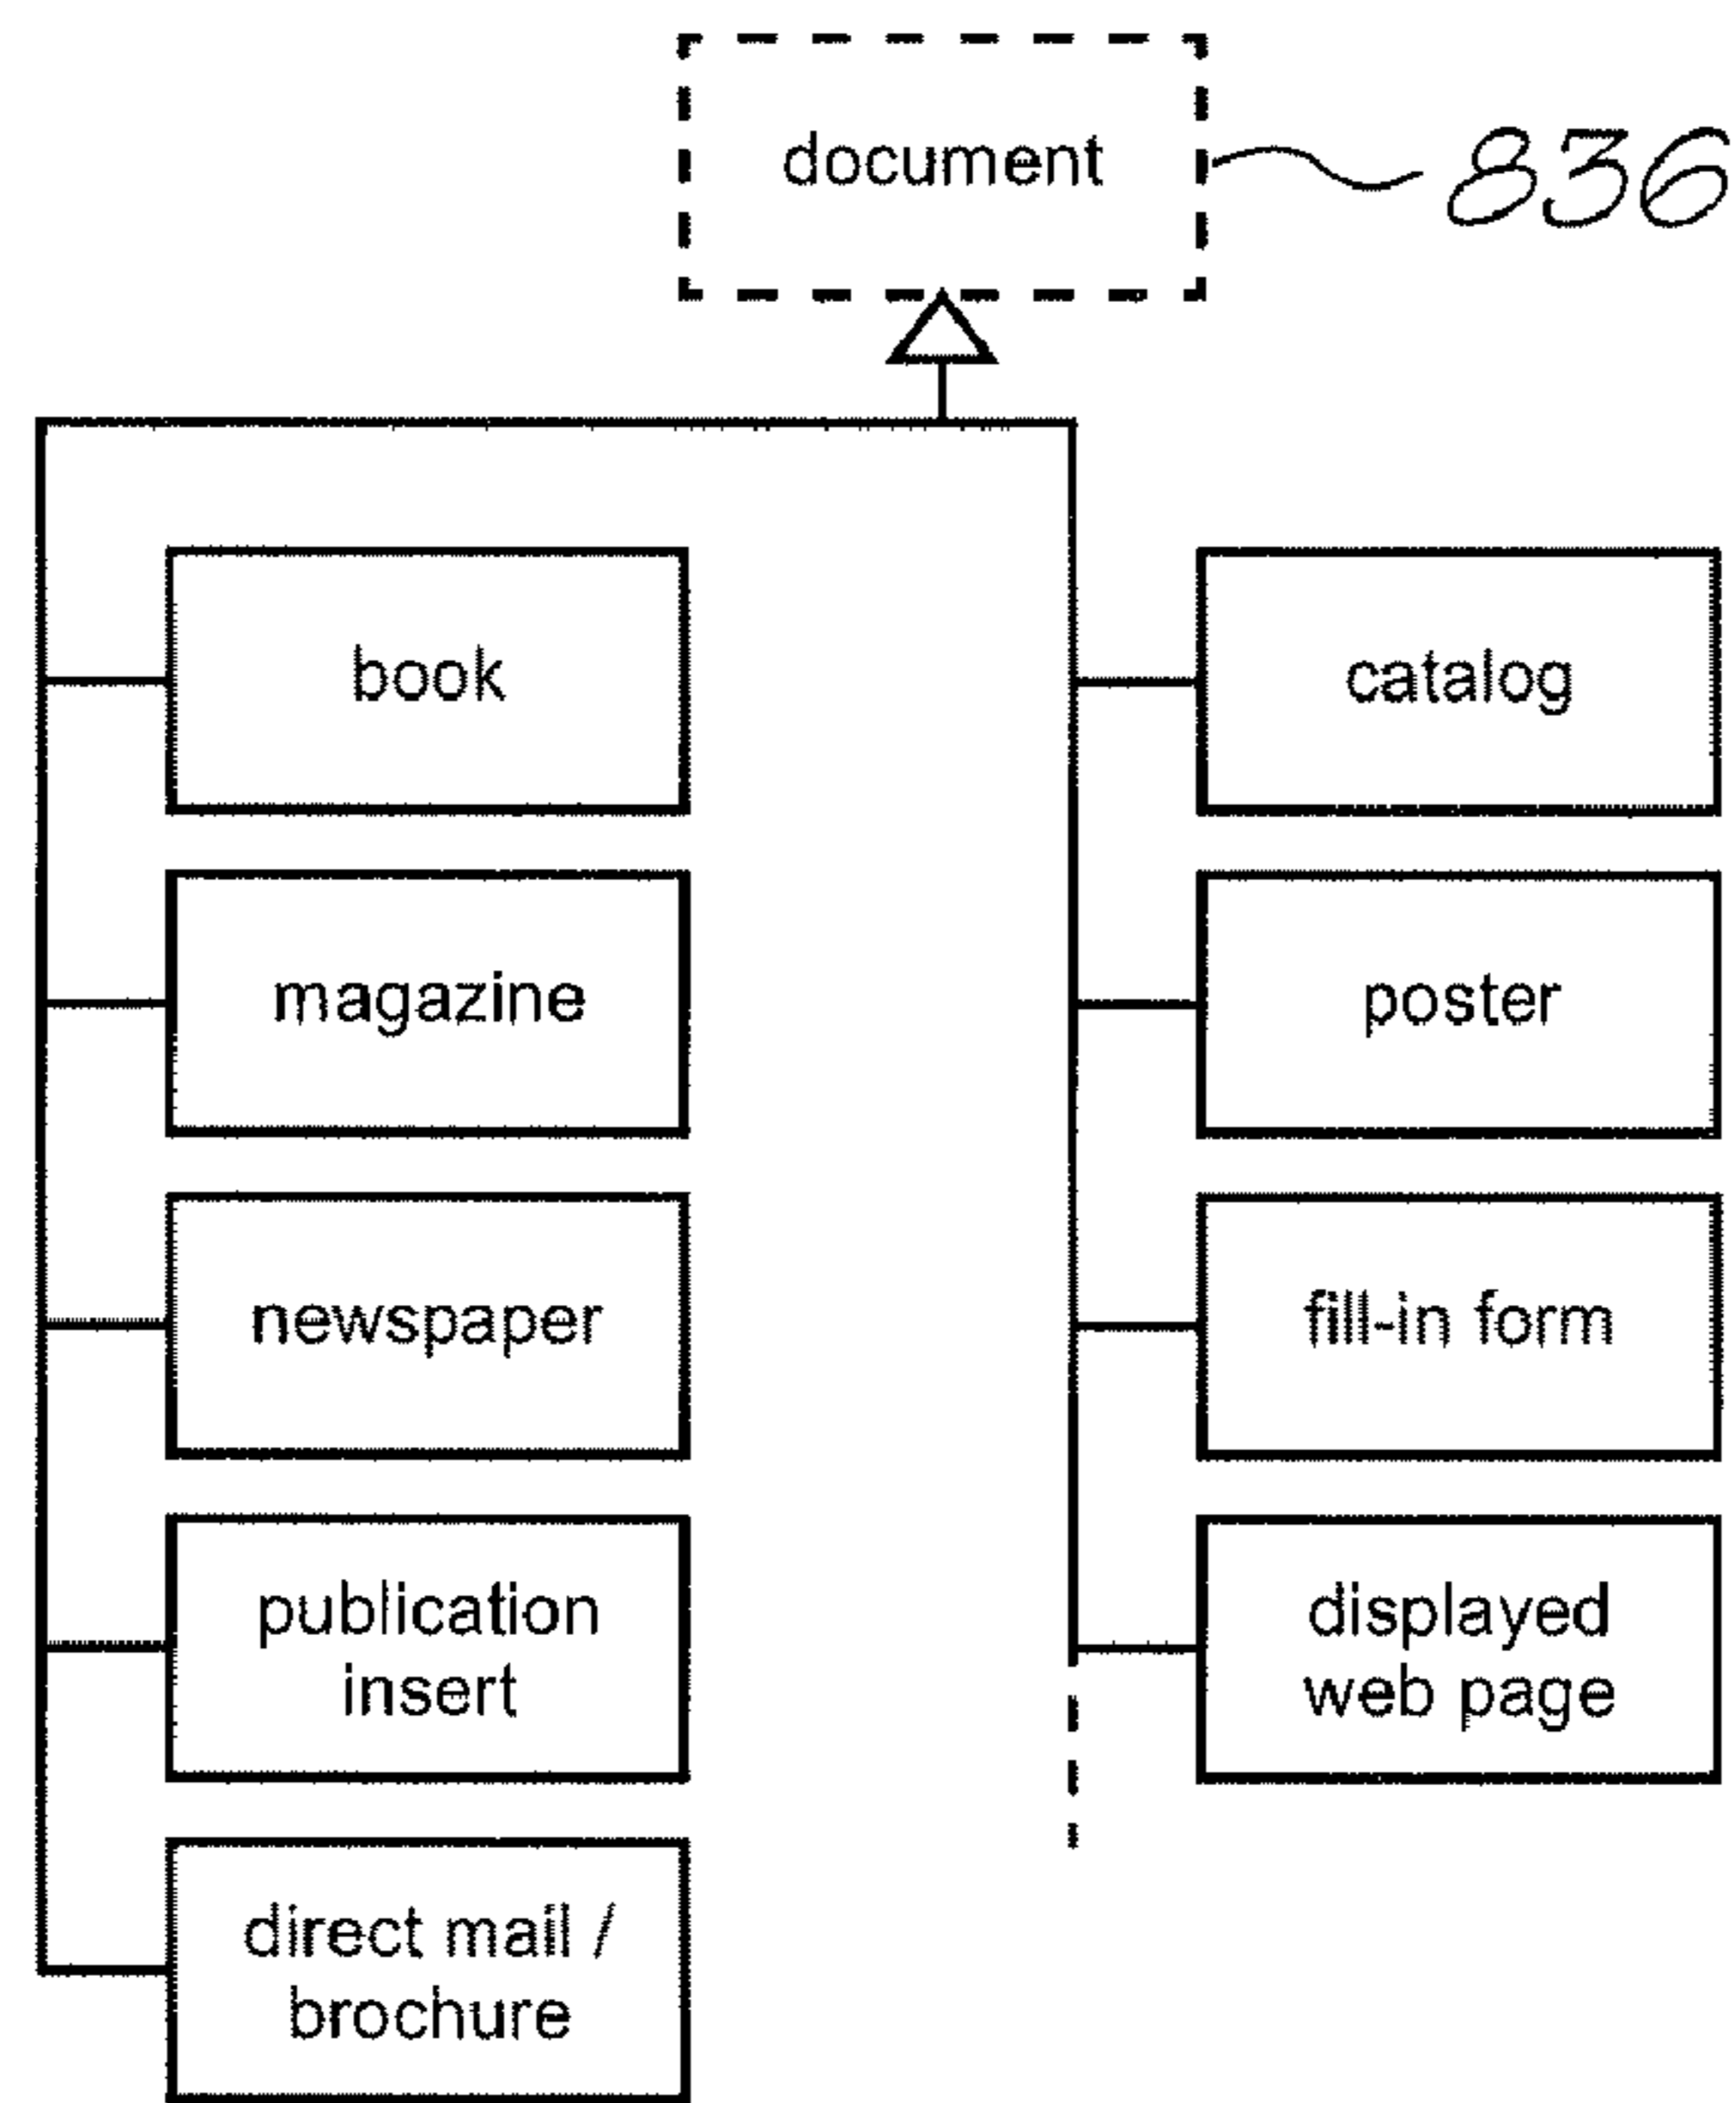 document
836
book
magazine
newspaper
publication
insert
direct mail /
brochure
catalog
poster
fill-in form
displayed
web page